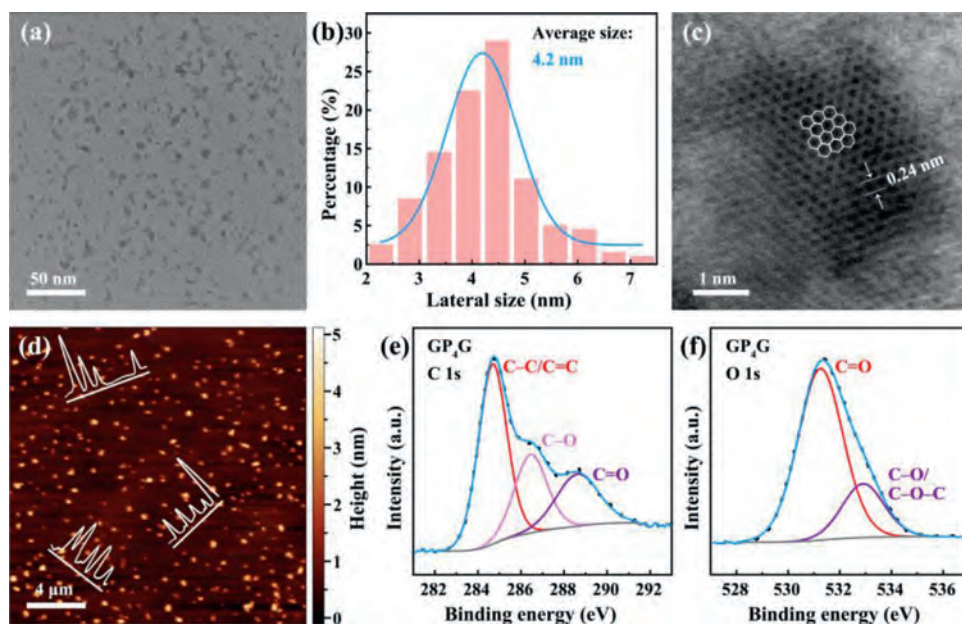 (a)
50 nm
(b)
Average size:
4.2 nm
30
25
20
15
10
5
0
Percentage (%)
2 3 4 5 6 7
Lateral size (nm)
(c)
0.24 nm
1 nm
(d)
4 μm
5
4
3
2
1
0
Height (nm)
(e)
GP₄G
C 1s
C–C/C=C
C–O
C=O
Intensity (a.u.)
282 284 286 288 290 292
Binding energy (eV)
(f)
GP₄G
O 1s
C=O
C–O/
C–O–C
Intensity (a.u.)
528 530 532 534 536
Binding energy (eV)